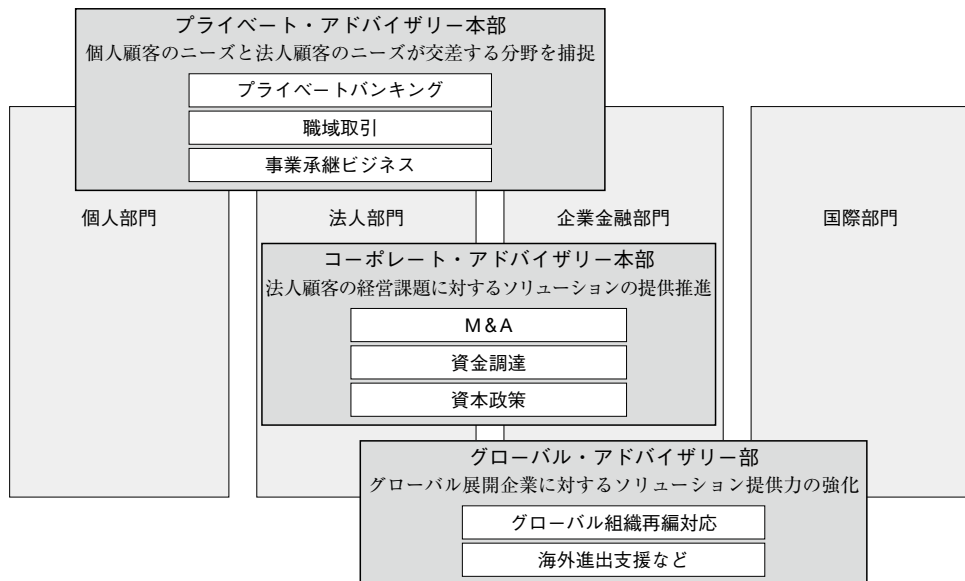 プライベート・アドバイザリー本部
個人顧客のニーズと法人顧客のニーズが交差する分野を捕捉
プライベートバンキング
職域取引
事業承継ビジネス
個人部門
法人部門
企業金融部門
国際部門
コーポレート・アドバイザリー本部
法人顧客の経営課題に対するソリューションの提供推進
M&A
資金調達
資本政策
グローバル・アドバイザリー部
グローバル展開企業に対するソリューション提供力の強化
グローバル組織再編対応
海外進出支援など